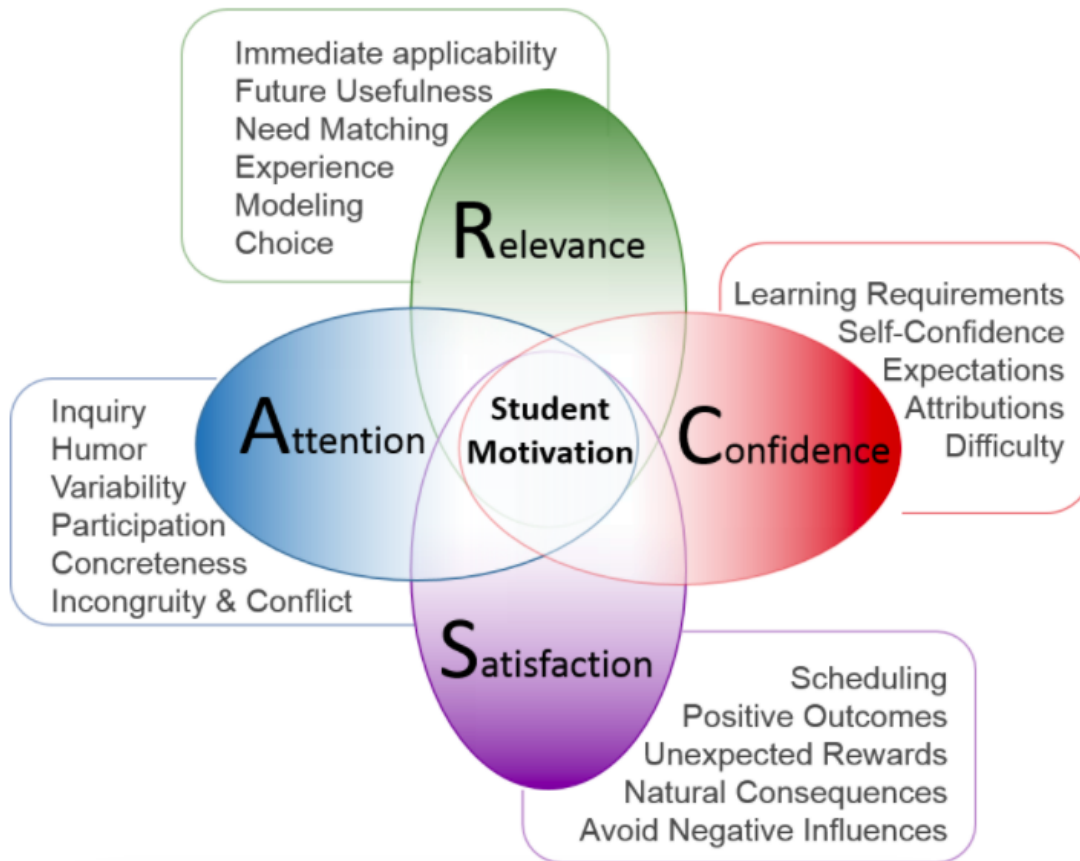 Immediate applicability
Future Usefulness
Need Matching
Experience
Modeling
Choice
Relevance
Learning Requirements
Self-Confidence
Expectations
Attributions
Difficulty
Inquiry
Humor
Variability
Participation
Concreteness
Incongruity & Conflict
Attention
Student
Motivation
Confidence
Satisfaction
Scheduling
Positive Outcomes
Unexpected Rewards
Natural Consequences
Avoid Negative Influences